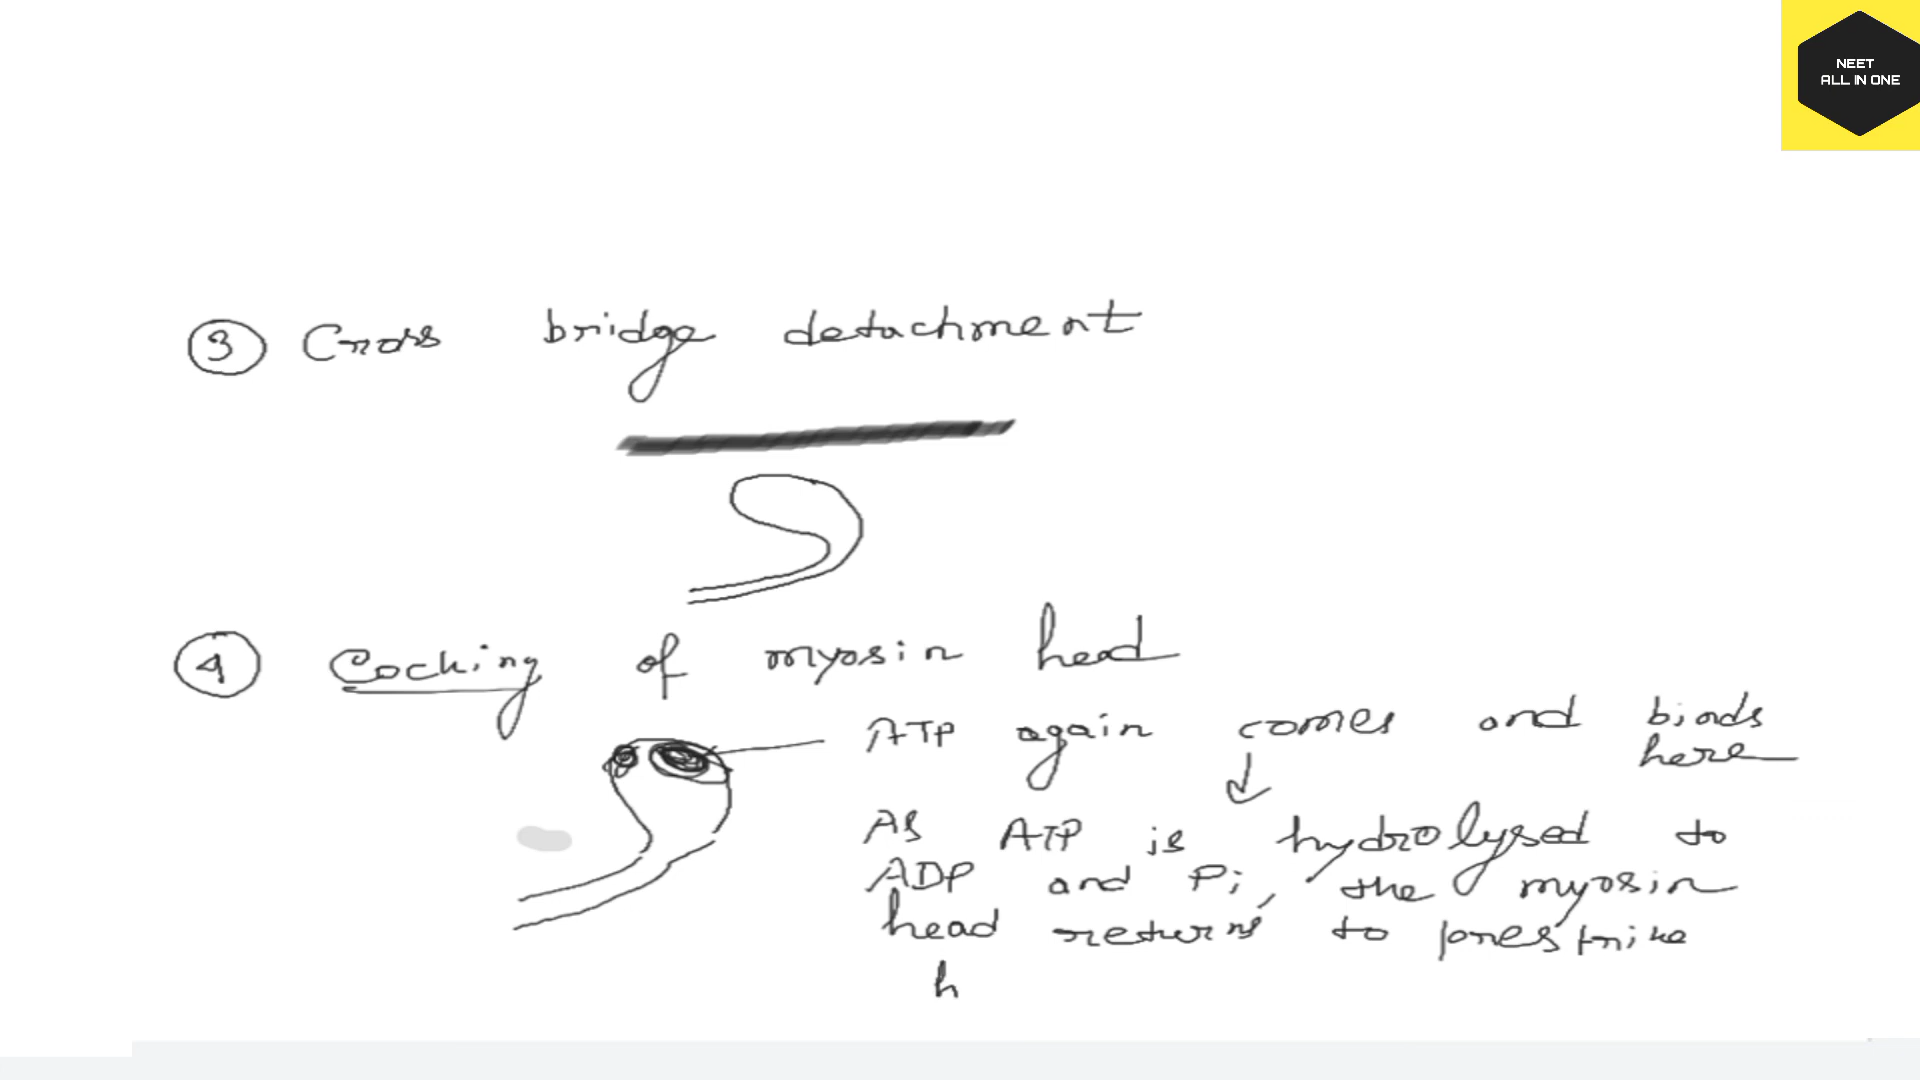 NEET
ALL IN ONE
3 Cross bridge detachment
4 Cocking of myosin head
ATP again comes and binds
here
As ATP is hydrolysed to
ADP and Pi, the myosin
head returns to prestrike
h